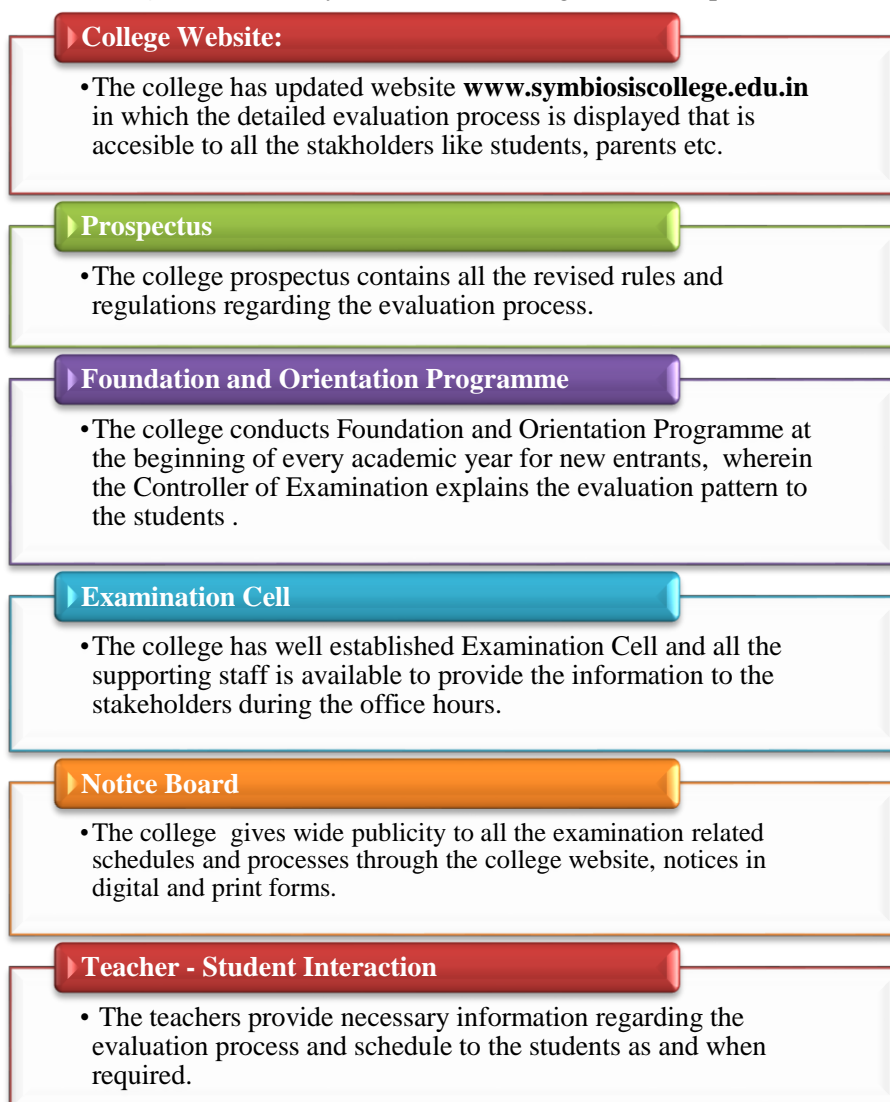 College Website:
•The college has updated website www.symbiosiscollege.edu.in
in which the detailed evaluation process is displayed that is
accesible to all the stakholders like students, parents etc.
Prospectus
•The college prospectus contains all the revised rules and
regulations regarding the evaluation process.
Foundation and Orientation Programme
•The college conducts Foundation and Orientation Programme at
the beginning of every academic year for new entrants, wherein
the Controller of Examination explains the evaluation pattern to
the students .
Examination Cell
•The college has well established Examination Cell and all the
supporting staff is available to provide the information to the
stakeholders during the office hours.
Notice Board
•The college gives wide publicity to all the examination related
schedules and processes through the college website, notices in
digital and print forms.
Teacher - Student Interaction
• The teachers provide necessary information regarding the
evaluation process and schedule to the students as and when
required.